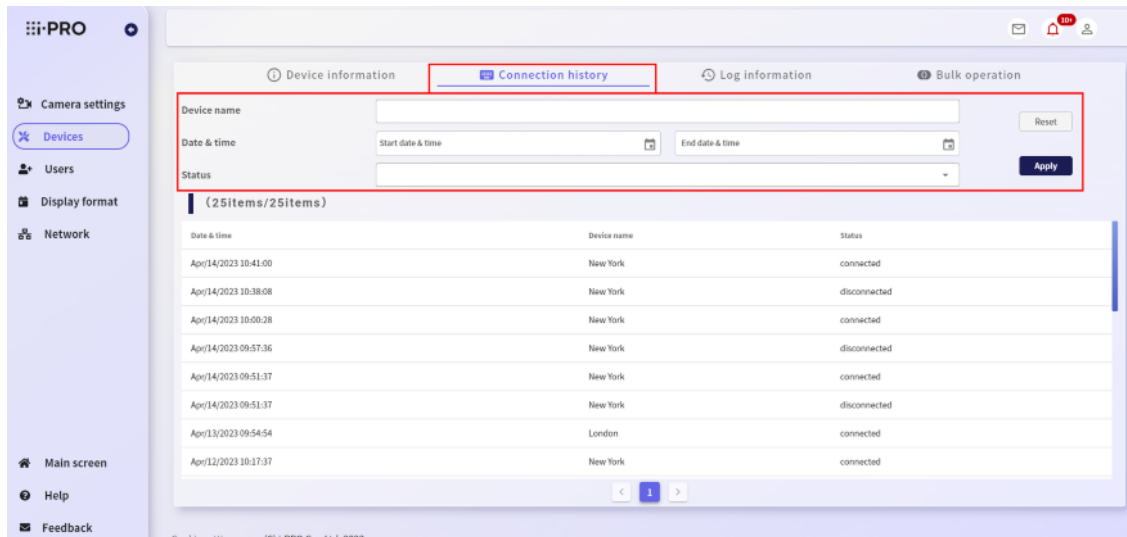 i-PRO
10+
Device information
Connection history
Log information
Bulk operation
Camera settings
Devices
Users
Display format
Network
Device name
Date & time
Start date & time
End date & time
Status
Reset
Apply
(25items/25items)
Date & time Device name Status
Apr/14/2023 10:41:00 New York connected
Apr/14/2023 10:38:08 New York disconnected
Apr/14/2023 10:00:28 New York connected
Apr/14/2023 09:57:36 New York disconnected
Apr/14/2023 09:51:37 New York connected
Apr/14/2023 09:51:37 New York disconnected
Apr/13/2023 09:54:54 London connected
Apr/12/2023 10:17:37 New York connected
< 1 >
Main screen
Help
Feedback